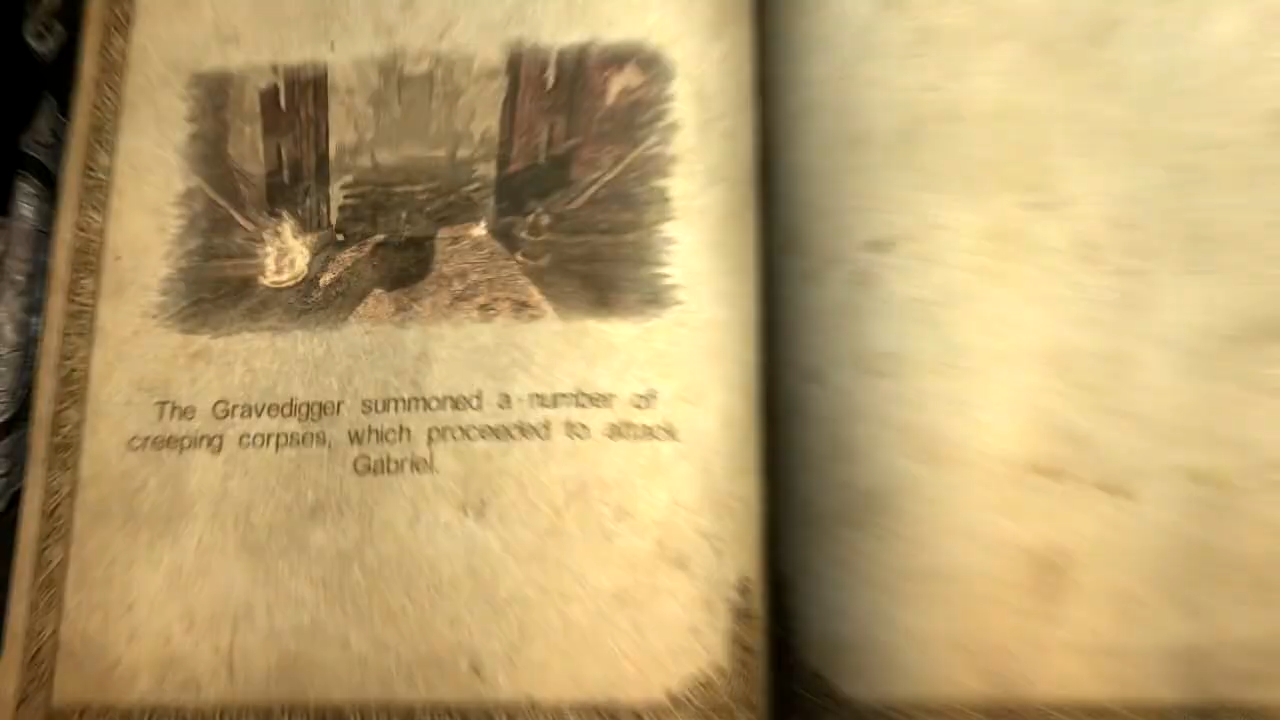 The Gravedigger summoned a number of
creeping corpses, which proceeded to attack
Gabriel.